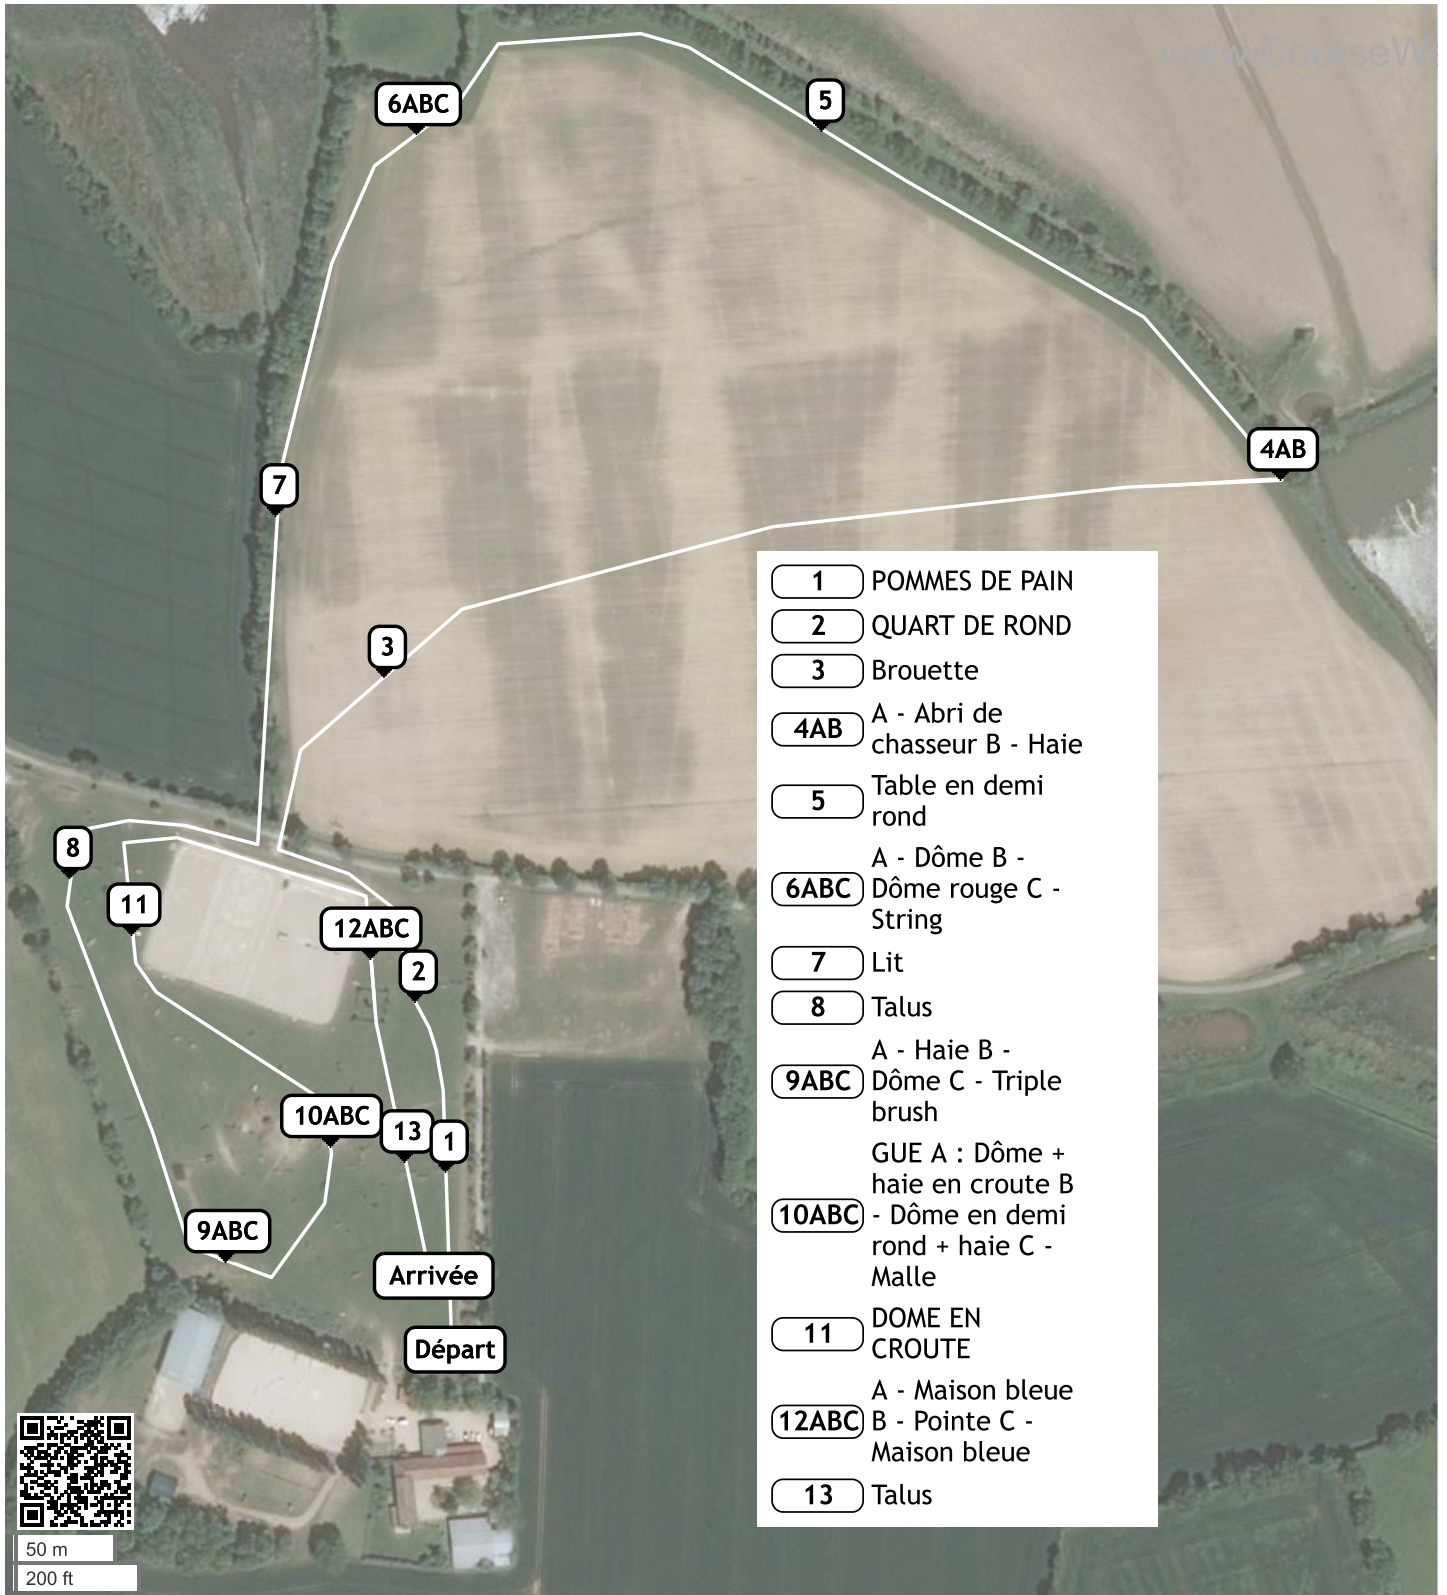 www.CourseWa
6ABC
5
4AB
7
3
8
11
12ABC
2
10ABC
13
1
9ABC
Arrivée
Départ
1 POMMES DE PAIN
2 QUART DE ROND
3 Brouette
4AB A - Abri de
chasseur B - Haie
5 Table en demi
rond
A - Dôme B -
6ABC Dôme rouge C -
String
7 Lit
8 Talus
A - Haie B -
9ABC Dôme C - Triple
brush
GUE A : Dôme +
haie en croute B
10ABC - Dôme en demi
rond + haie C -
Malle
11 DOME EN
CROUTE
A - Maison bleue
12ABC B - Pointe C -
Maison bleue
13 Talus
50 m
200 ft